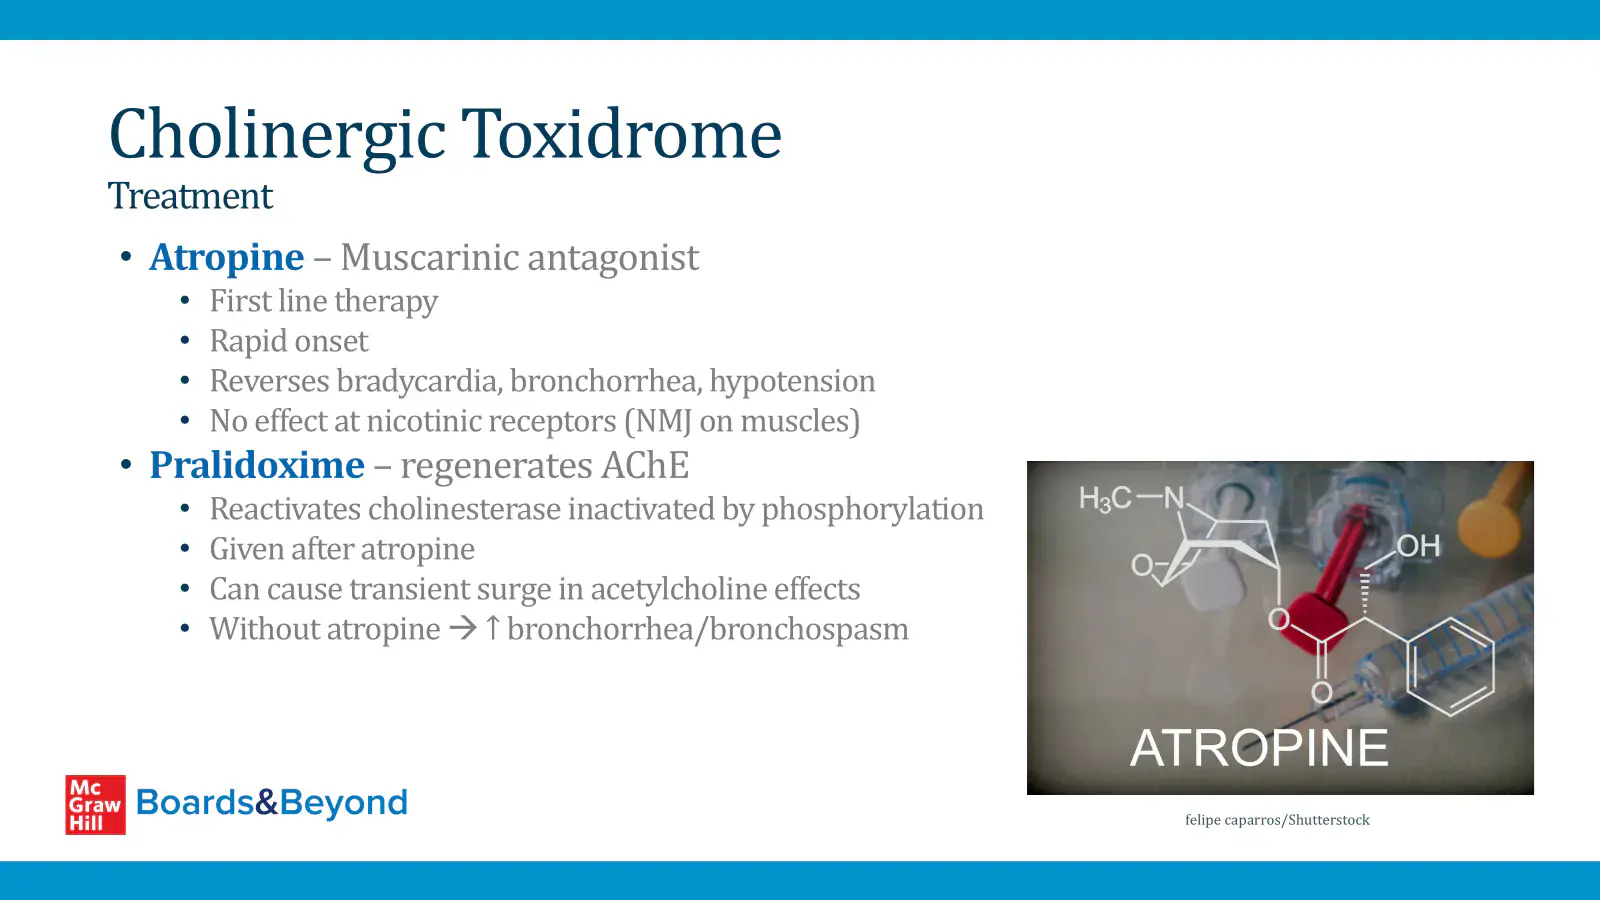 Cholinergic Toxidrome
Treatment
• Atropine – Muscarinic antagonist
• First line therapy
• Rapid onset
• Reverses bradycardia, bronchorrhea, hypotension
• No effect at nicotinic receptors (NMJ on muscles)
• Pralidoxime – regenerates AChE
• Reactivates cholinesterase inactivated by phosphorylation
• Given after atropine
• Can cause transient surge in acetylcholine effects
• Without atropine → ↑ bronchorrhea/bronchospasm
H₃C N
O
OH
O
O
ATROPINE
felipe caparros/Shutterstock
Mc
Graw
Hill
Boards&Beyond